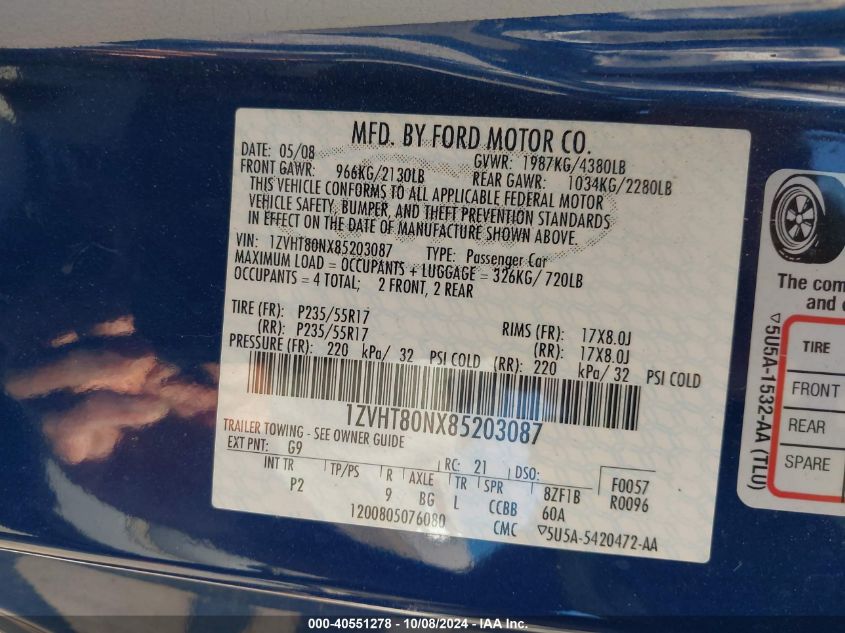 MFD. BY FORD MOTOR CO.
DATE: 05/08 GVWR: 1987KG/4380LB
FRONT GAWR: 966KG/2130LB REAR GAWR: 1034KG/2280LB
THIS VEHICLE CONFORMS TO ALL APPLICABLE FEDERAL MOTOR
VEHICLE SAFETY, BUMPER, AND THEFT PREVENTION STANDARDS
IN EFFECT ON THE DATE OF MANUFACTURE SHOWN ABOVE.
VIN: 1ZVHT80NX85203087 TYPE: Passenger Car
MAXIMUM LOAD = OCCUPANTS + LUGGAGE = 326KG/720LB
OCCUPANTS = 4 TOTAL; 2 FRONT, 2 REAR
TIRE (FR): P235/55R17 RIMS (FR): 17X8.0J
(RR): P235/55R17 (RR): 17X8.0J
PRESSURE (FR): 220 kPa/ 32 PSI COLD (RR): 220 kPa/ 32 PSI COLD
1ZVHT80NX85203087
TRAILER TOWING - SEE OWNER GUIDE
EXT PNT: G9 RC: 21 DSO: F0057
INT TR TP/PS R AXLE TR SPR 8ZF1B R0096
P2 9 BG L CCBB 60A
1200805076080 CMC ▽5U5A-5420472-AA
The com
and
▽5U5A-1532-AA (TLU)
TIRE
FRONT
REAR
SPARE
000-40551278 - 10/08/2024 - www.iaai.com